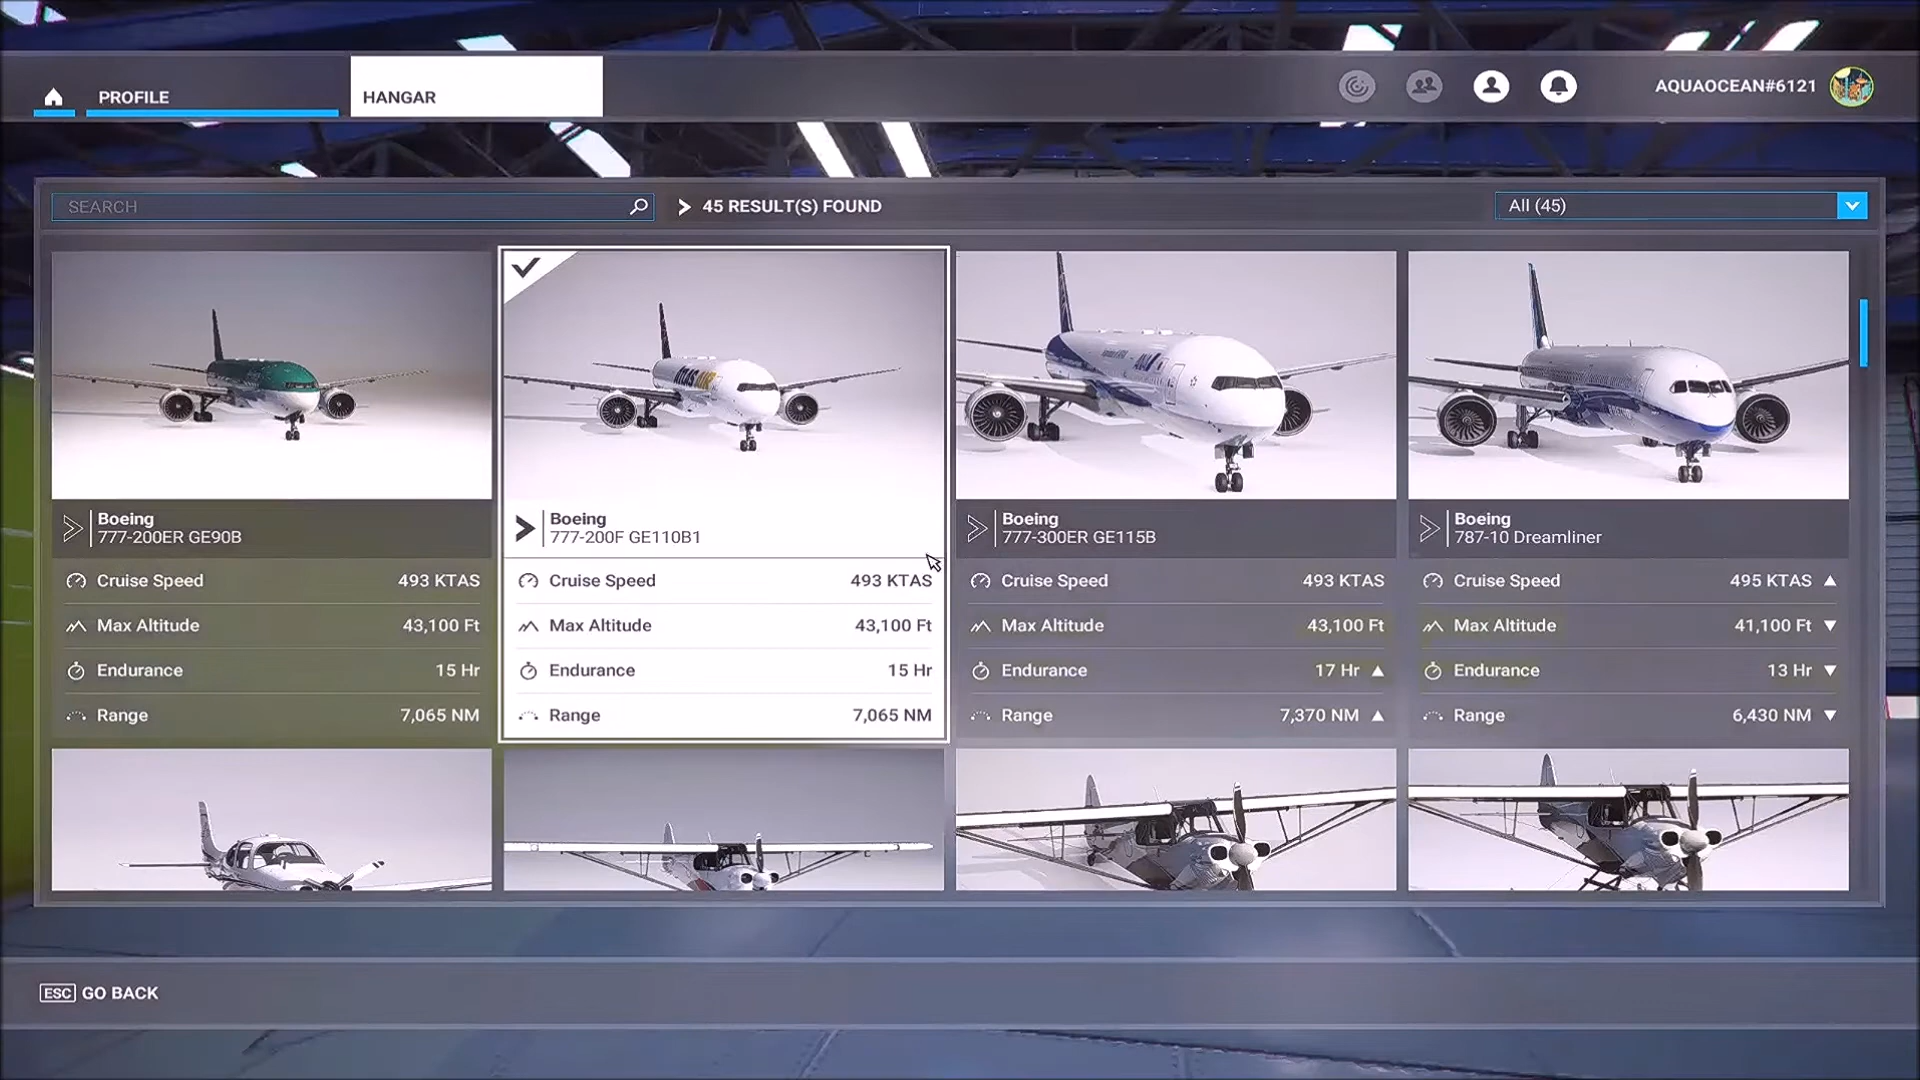 PROFILE
HANGAR
AQUAOCEAN#6121
SEARCH
45 RESULT(S) FOUND
All (45)
Boeing
777-200ER GE90B
Cruise Speed 493 KTAS
Max Altitude 43,100 Ft
Endurance 15 Hr
Range 7,065 NM
Boeing
777-200F GE110B1
Cruise Speed 493 KTAS
Max Altitude 43,100 Ft
Endurance 15 Hr
Range 7,065 NM
ANA
Boeing
777-300ER GE115B
Cruise Speed 493 KTAS
Max Altitude 43,100 Ft
Endurance 17 Hr
Range 7,370 NM
Boeing
787-10 Dreamliner
Cruise Speed 495 KTAS
Max Altitude 41,100 Ft
Endurance 13 Hr
Range 6,430 NM
ESC GO BACK